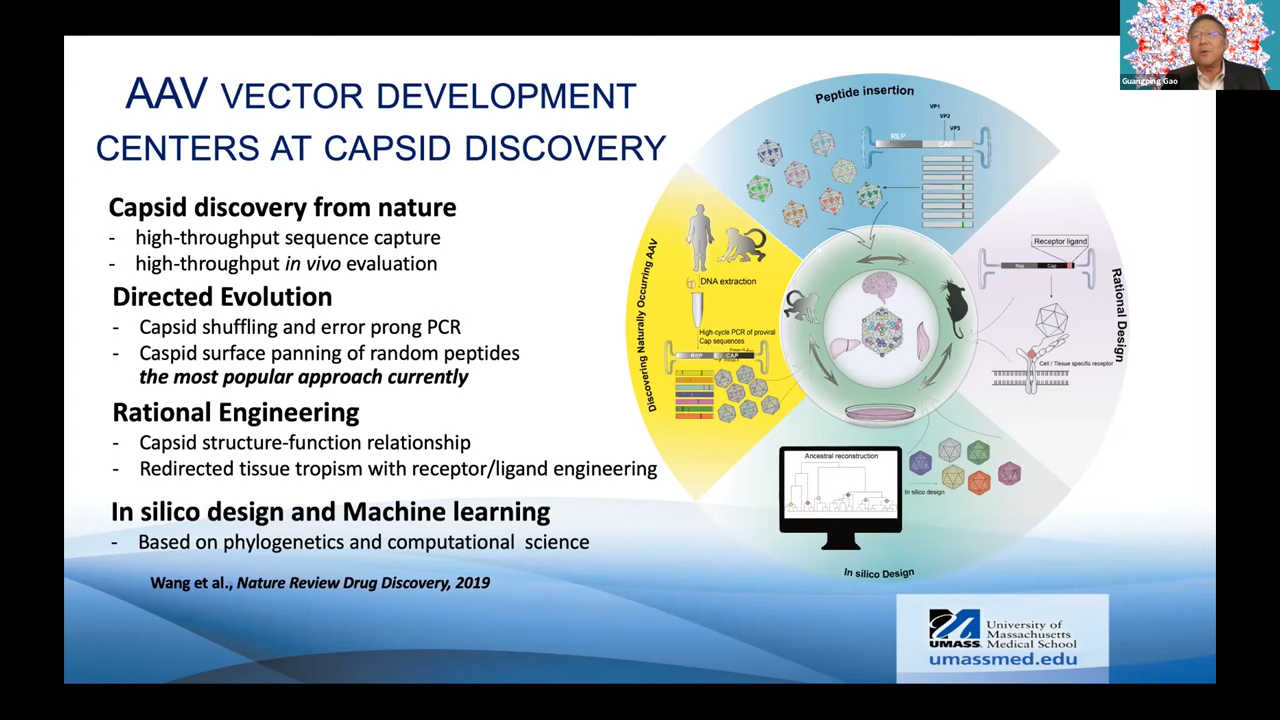 AAV VECTOR DEVELOPMENT
CENTERS AT CAPSID DISCOVERY
Capsid discovery from nature
- high-throughput sequence capture
- high-throughput in vivo evaluation
Directed Evolution
- Capsid shuffling and error prong PCR
- Caspid surface panning of random peptides
the most popular approach currently
Rational Engineering
- Capsid structure-function relationship
- Redirected tissue tropism with receptor/ligand engineering
In silico design and Machine learning
- Based on phylogenetics and computational science
Wang et al., Nature Review Drug Discovery, 2019
Peptide insertion
VP1
VP2
VP3
REP
CAP
Discovering Naturally Occurring AAV
DNA extraction
High-cycle PCR of proviral
Cap sequences
REP
CAP
Receptor ligand
Rep
Cap
Cell / Tissue specific receptor
Rational Design
Ancestral reconstruction
In silico design
In silico Design
UMASS
University of
Massachusetts
Medical School
umassmed.edu
Guangping Gao